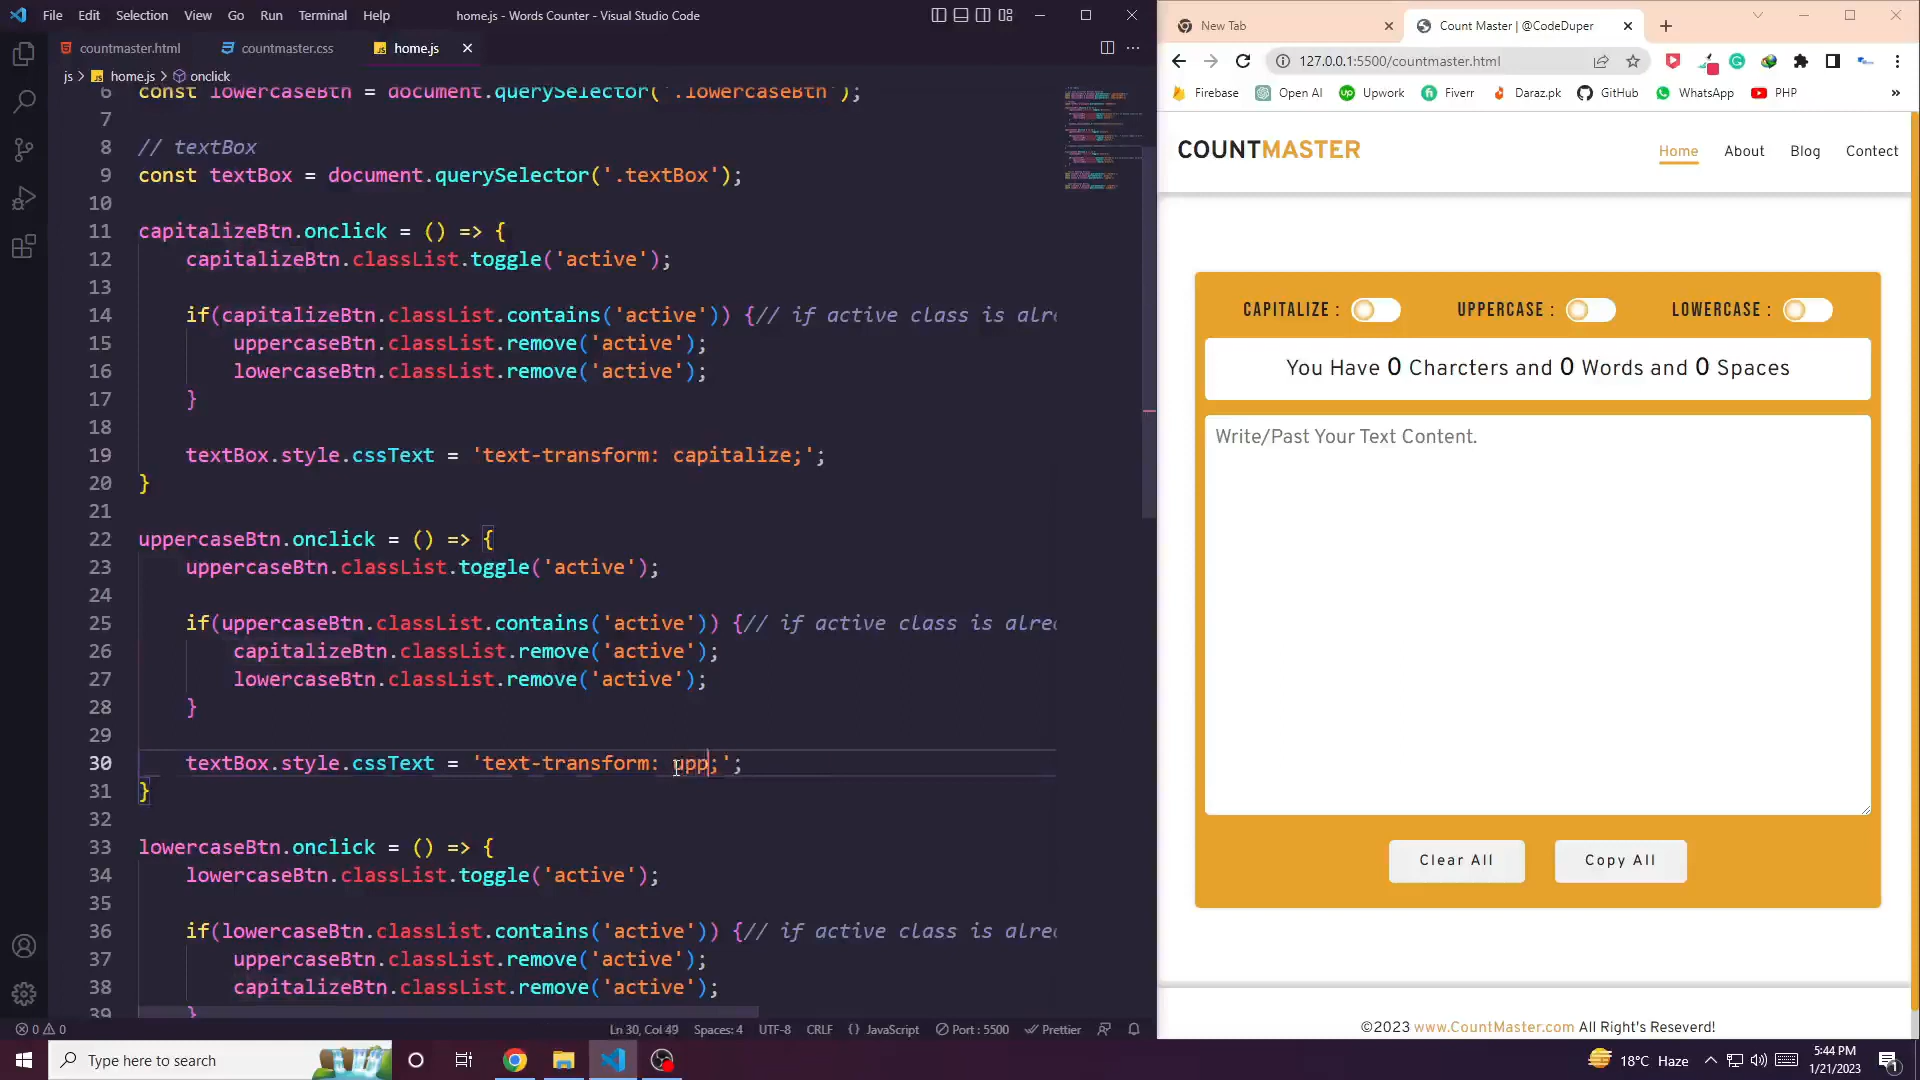 File Edit Selection View Go Run Terminal Help home.js - Words Counter - Visual Studio Code
countmaster.html countmaster.css home.js
js > home.js > onclick
6 const lowercaseBtn = document.querySelector('.lowercaseBtn');
7
8 // textBox
9 const textBox = document.querySelector('.textBox');
10
11 capitalizeBtn.onclick = () => {
12 capitalizeBtn.classList.toggle('active');
13
14 if(capitalizeBtn.classList.contains('active')) {// if active class is alre
15 uppercaseBtn.classList.remove('active');
16 lowercaseBtn.classList.remove('active');
17 }
18
19 textBox.style.cssText = 'text-transform: capitalize;';
20 }
21
22 uppercaseBtn.onclick = () => {
23 uppercaseBtn.classList.toggle('active');
24
25 if(uppercaseBtn.classList.contains('active')) {// if active class is alre
26 capitalizeBtn.classList.remove('active');
27 lowercaseBtn.classList.remove('active');
28 }
29
30 textBox.style.cssText = 'text-transform: upp;';
31 }
32
33 lowercaseBtn.onclick = () => {
34 lowercaseBtn.classList.toggle('active');
35
36 if(lowercaseBtn.classList.contains('active')) {// if active class is alre
37 uppercaseBtn.classList.remove('active');
38 capitalizeBtn.classList.remove('active');
39 }
0 0 Ln 30, Col 49 Spaces: 4 UTF-8 CRLF {} JavaScript Port : 5500 Prettier
New Tab Count Master | @CodeDuper
127.0.0.1:5500/countmaster.html
Firebase Open AI Upwork Fiverr Daraz.pk GitHub WhatsApp PHP »
COUNTMASTER Home About Blog Contact
CAPITALIZE : UPPERCASE : LOWERCASE :
You Have 0 Charcters and 0 Words and 0 Spaces
Write/Past Your Text Content.
Clear All Copy All
©2023 www.CountMaster.com All Right's Reseverd!
Type here to search 18°C Haze 5:44 PM
1/21/2023 1